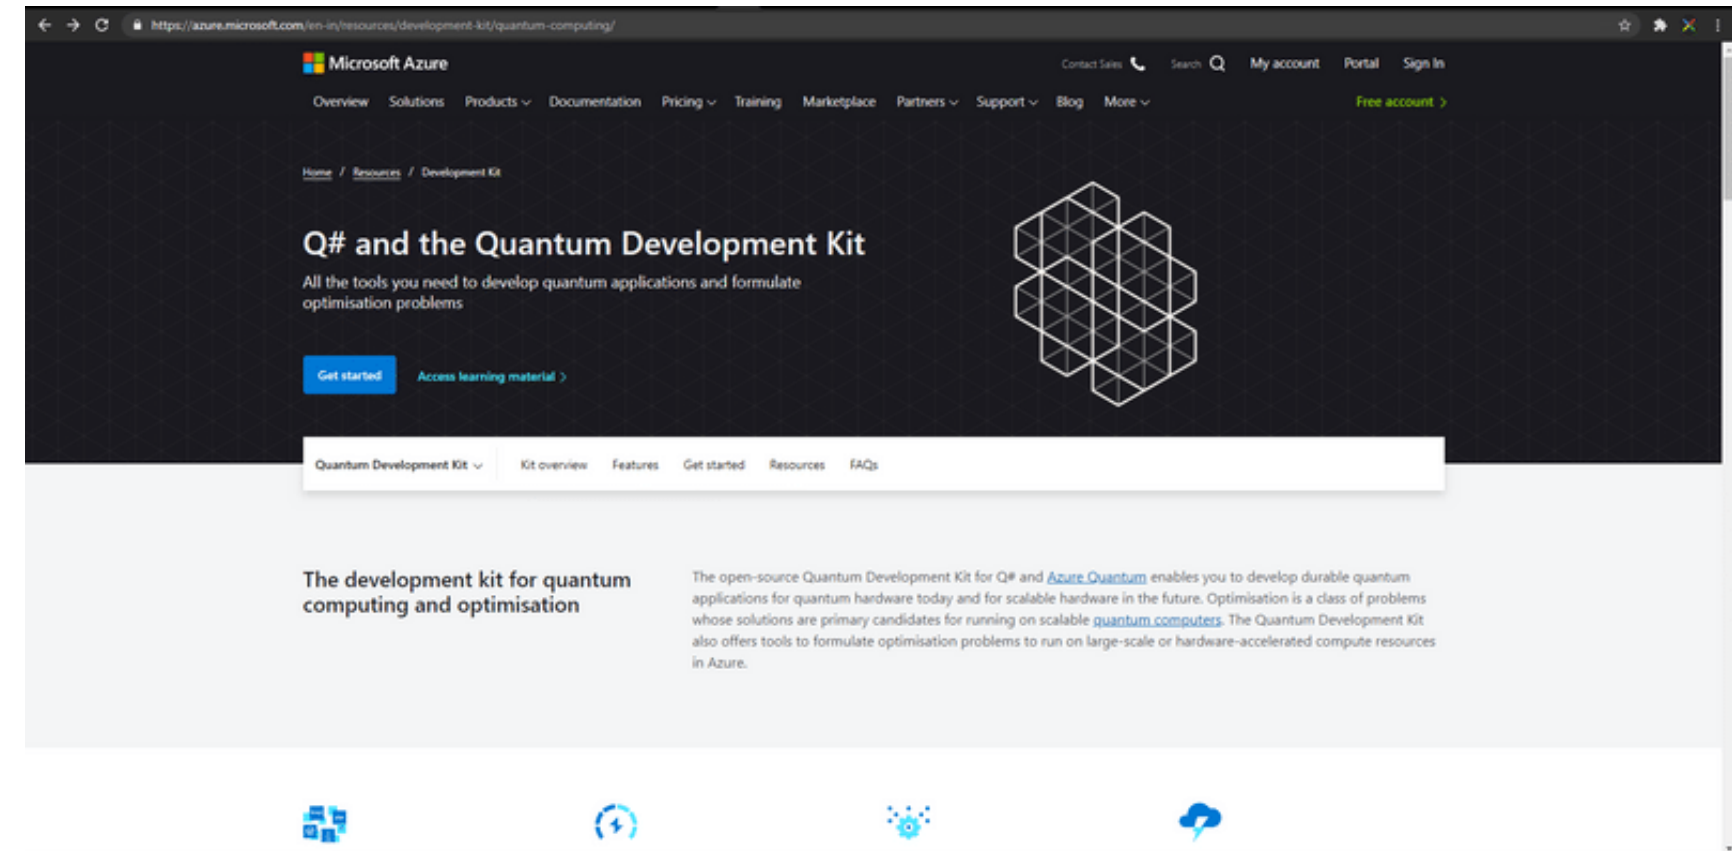 https://azure.microsoft.com/en-in/resources/development-kit/quantum-computing/
Microsoft Azure
Contact Sales Search My account Portal Sign In
Overview Solutions Products Documentation Pricing Training Marketplace Partners Support Blog More Free account >
Home / Resources / Development Kit
Q# and the Quantum Development Kit
All the tools you need to develop quantum applications and formulate
optimisation problems
Get started Access learning material >
Quantum Development Kit Kit overview Features Get started Resources FAQs
The development kit for quantum
computing and optimisation
The open-source Quantum Development Kit for Q# and Azure Quantum enables you to develop durable quantum
applications for quantum hardware today and for scalable hardware in the future. Optimisation is a class of problems
whose solutions are primary candidates for running on scalable quantum computers. The Quantum Development Kit
also offers tools to formulate optimisation problems to run on large-scale or hardware-accelerated compute resources
in Azure.